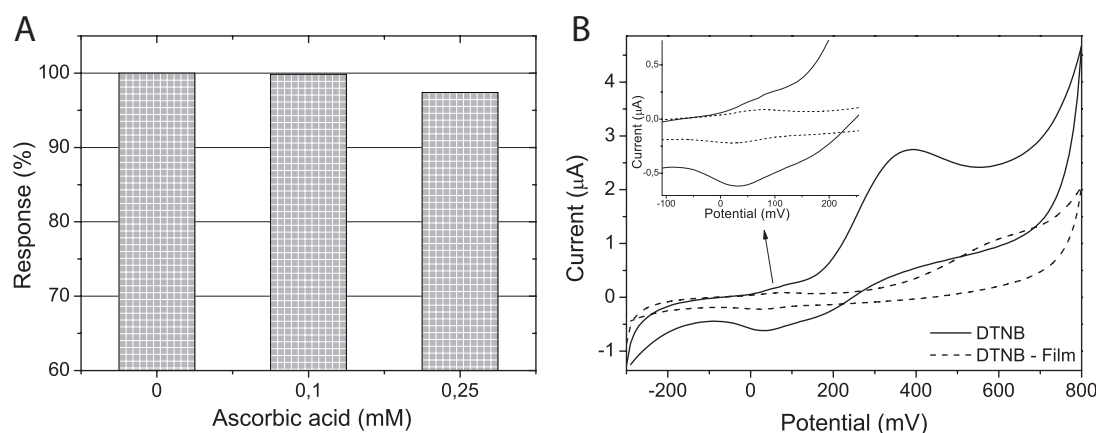 A
Response (%)
100
90
80
70
60
0
0,1
0,25
Ascorbic acid (mM)
B
Current (μA)
4
3
2
1
0
-1
-200
0
200
400
600
800
Potential (mV)
Current (μA)
0,5
0,0
-0,5
-100
0
100
200
Potential (mV)
DTNB
DTNB - Film